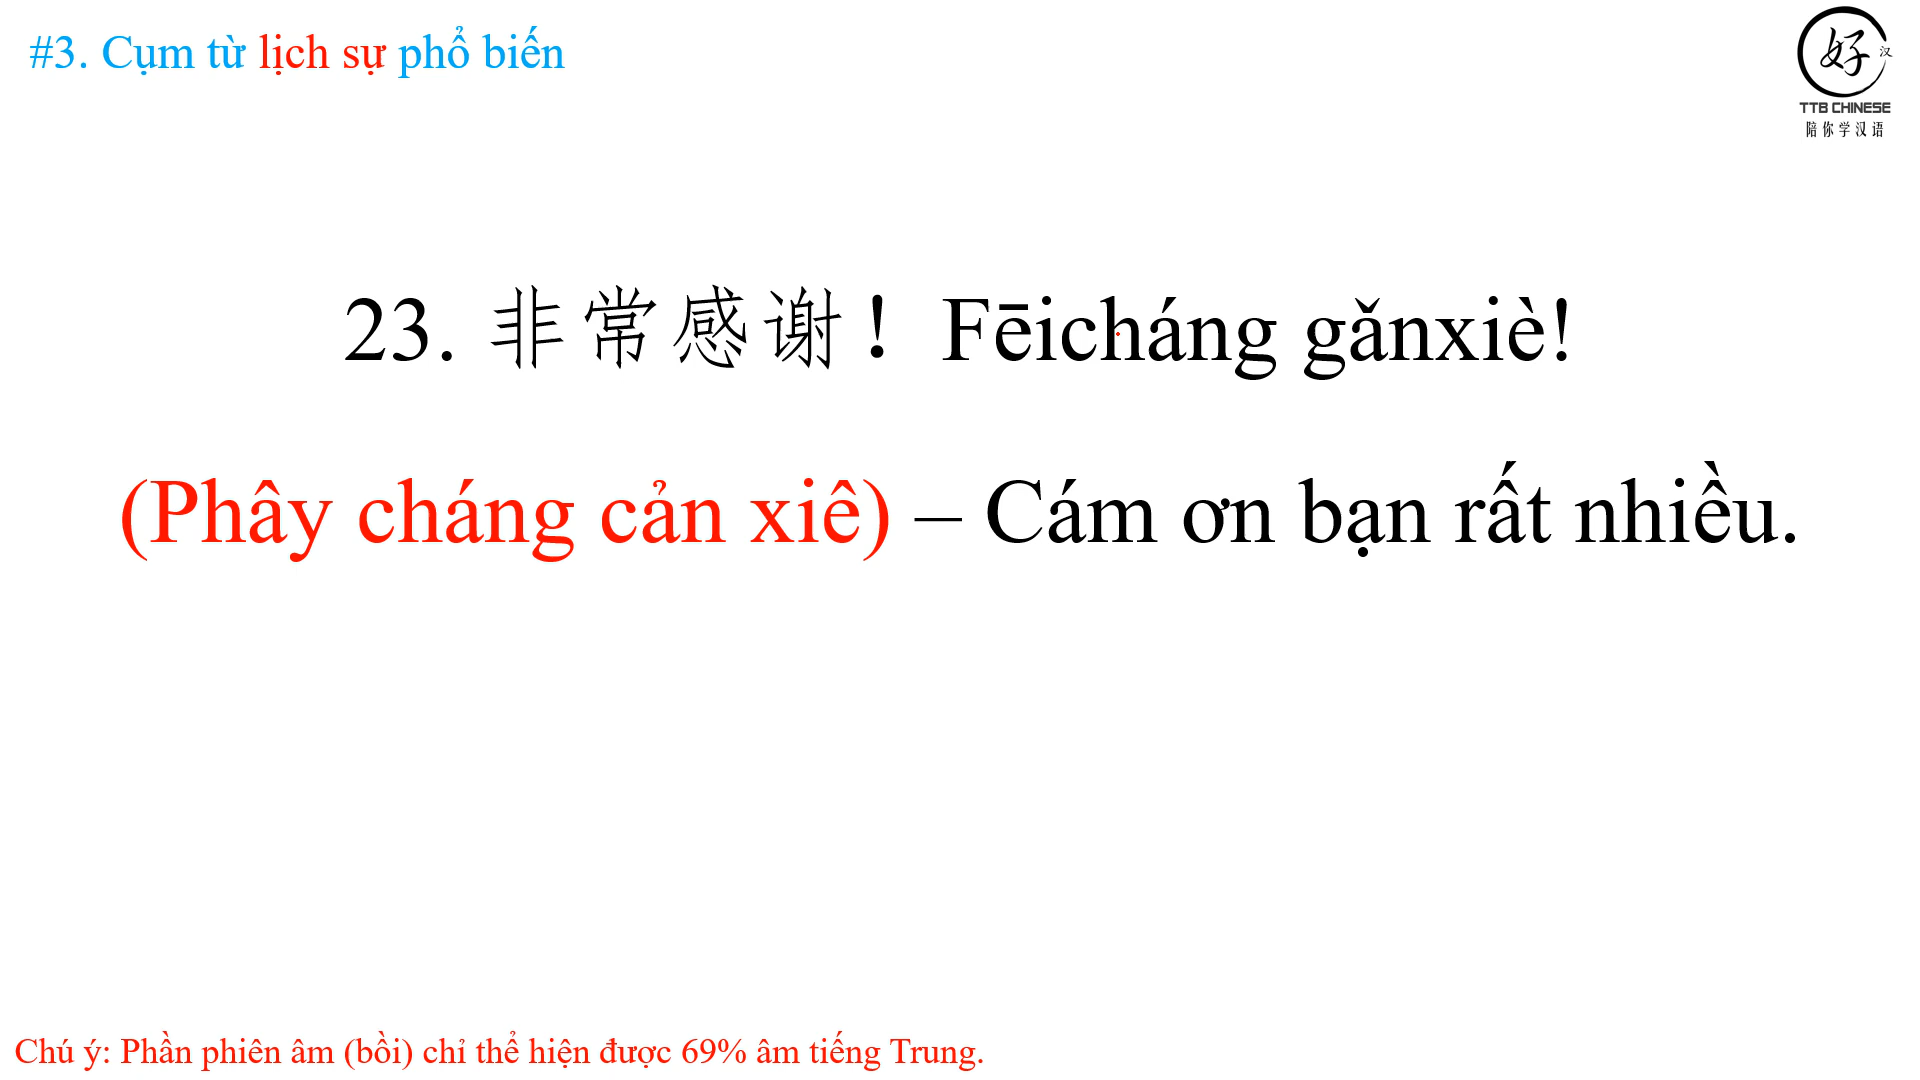 #3. Cụm từ lịch sự phổ biến
好 汉
TTB CHINESE
陪你学汉语
23. 非常感谢！ Fēicháng gǎnxiè!
(Phây cháng cản xiê) – Cám ơn bạn rất nhiều.
Chú ý: Phần phiên âm (bồi) chỉ thể hiện được 69% âm tiếng Trung.